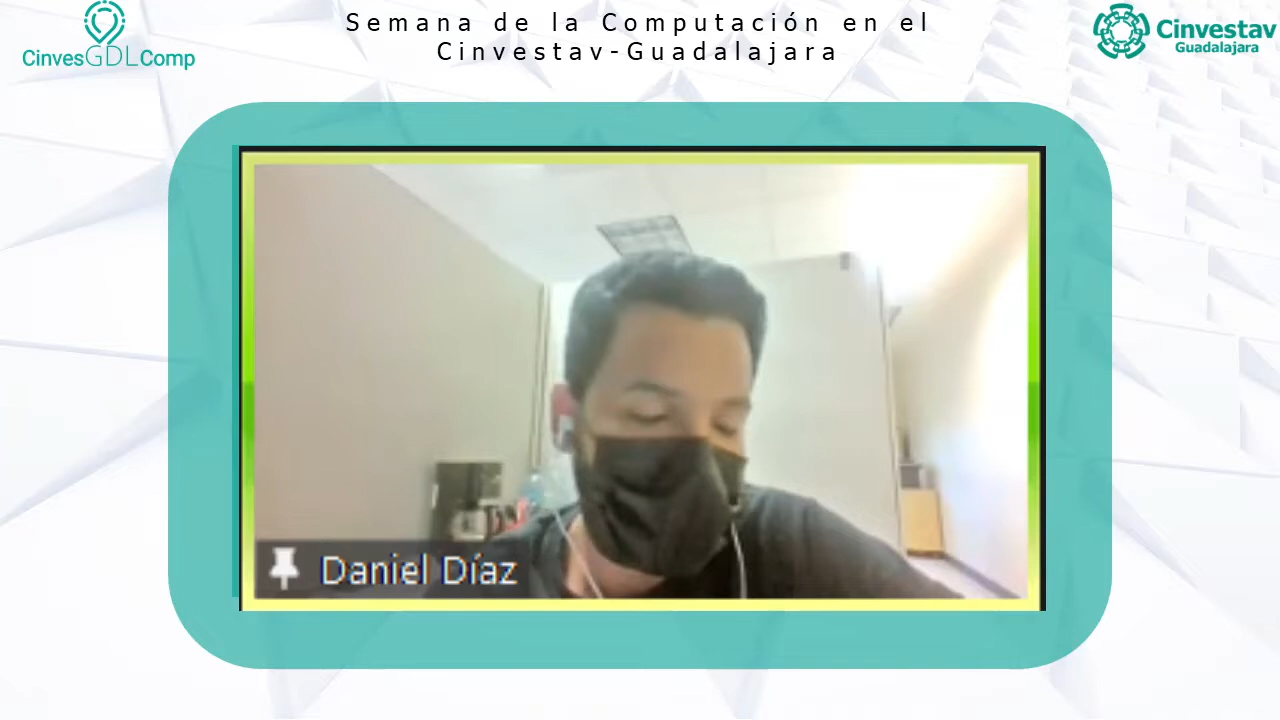 Semana de la Computación en el
Cinvestav-Guadalajara
CinvesGDLComp
Cinvestav
Guadalajara
Daniel Díaz